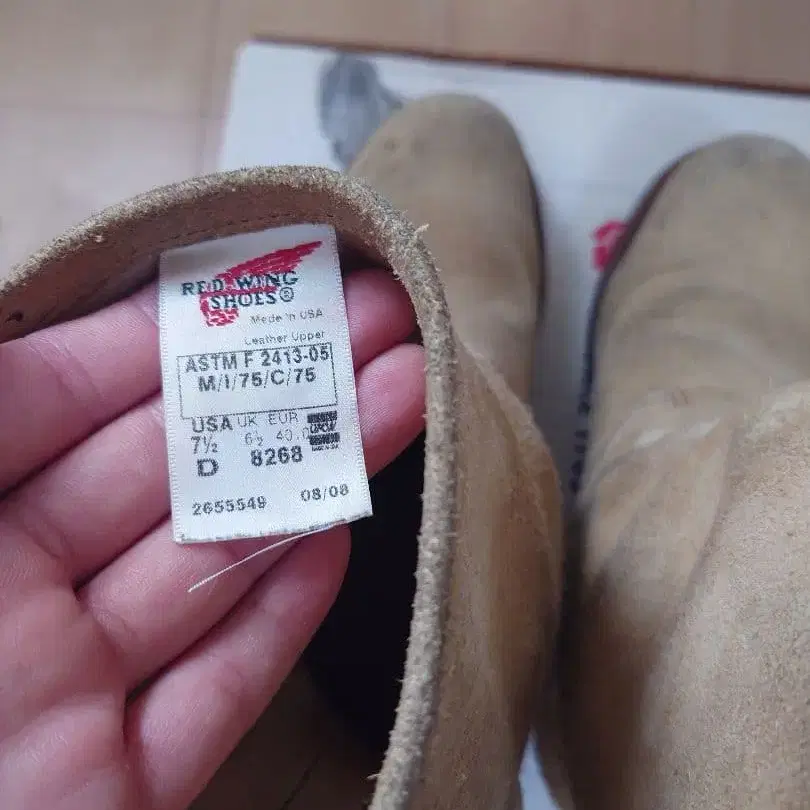 RED WING
SHOES®
Made in USA
Leather Upper
ASTM F 2413-05
M/I/75/C/75
USA UK EUR
7½ 6½ 40.0
D 8268
2655549 08/08